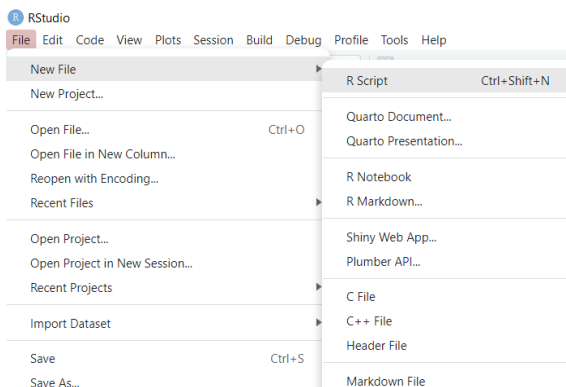 R RStudio
File Edit Code View Plots Session Build Debug Profile Tools Help
New File
New Project...
Open File... Ctrl+O
Open File in New Column...
Reopen with Encoding...
Recent Files
Open Project...
Open Project in New Session...
Recent Projects
Import Dataset
Save Ctrl+S
Save As...
R Script Ctrl+Shift+N
Quarto Document...
Quarto Presentation...
R Notebook
R Markdown...
Shiny Web App...
Plumber API...
C File
C++ File
Header File
Markdown File